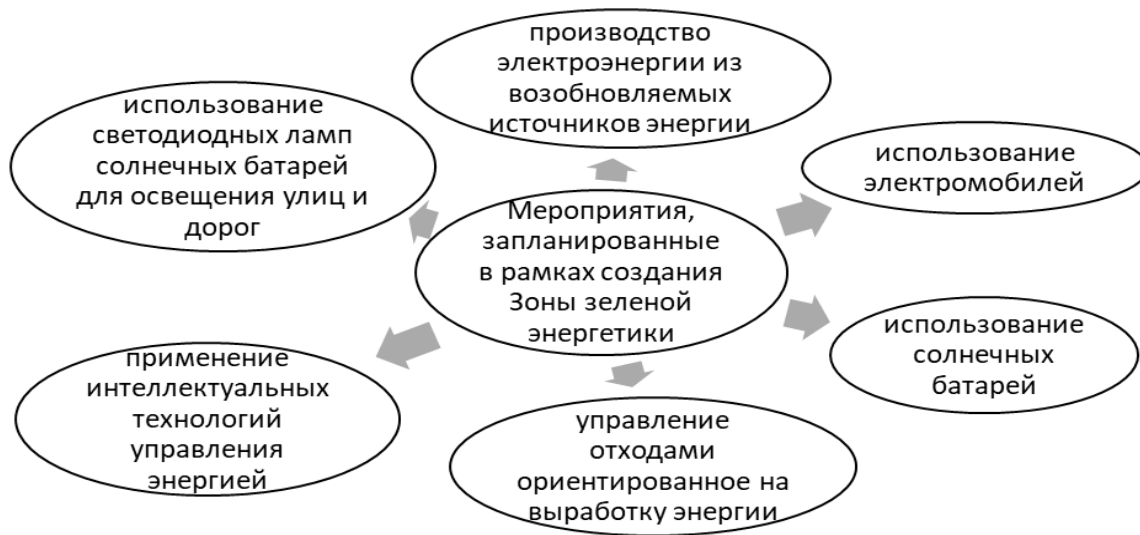 производство
электроэнергии из
возобновляемых
источников энергии
использование
светодиодных ламп
солнечных батарей
для освещения улиц и
дорог
использование
электромобилей
Мероприятия,
запланированные
в рамках создания
Зоны зеленой
энергетики
использование
солнечных
батарей
применение
интеллектуальных
технологий
управления
энергией
управление
отходами
ориентированное на
выработку энергии